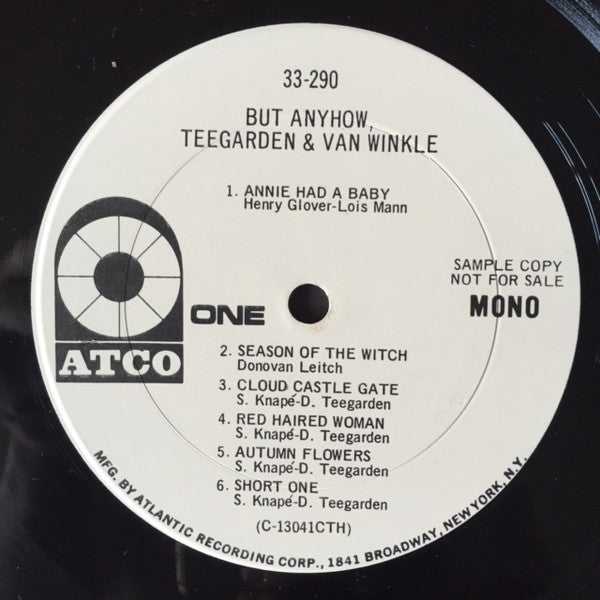 33-290
BUT ANYHOW,
TEEGARDEN & VAN WINKLE
1. ANNIE HAD A BABY
Henry Glover-Lois Mann
SAMPLE COPY
NOT FOR SALE
MONO
ONE
ATCO
2. SEASON OF THE WITCH
Donovan Leitch
3. CLOUD CASTLE GATE
S. Knapé-D. Teegarden
4. RED HAIRED WOMAN
S. Knapé-D. Teegarden
5. AUTUMN FLOWERS
S. Knapé-D. Teegarden
6. SHORT ONE
S. Knapé-D. Teegarden
(C-13041CTH)
MFG. BY ATLANTIC RECORDING CORP., 1841 BROADWAY, NEW YORK, N.Y.